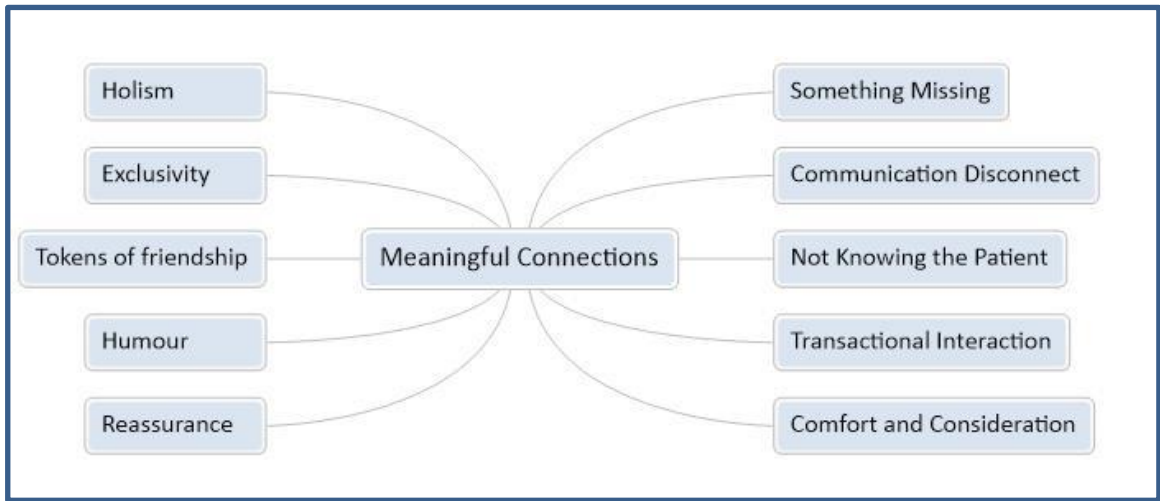 Holism
Exclusivity
Tokens of friendship
Humour
Reassurance
Meaningful Connections
Something Missing
Communication Disconnect
Not Knowing the Patient
Transactional Interaction
Comfort and Consideration